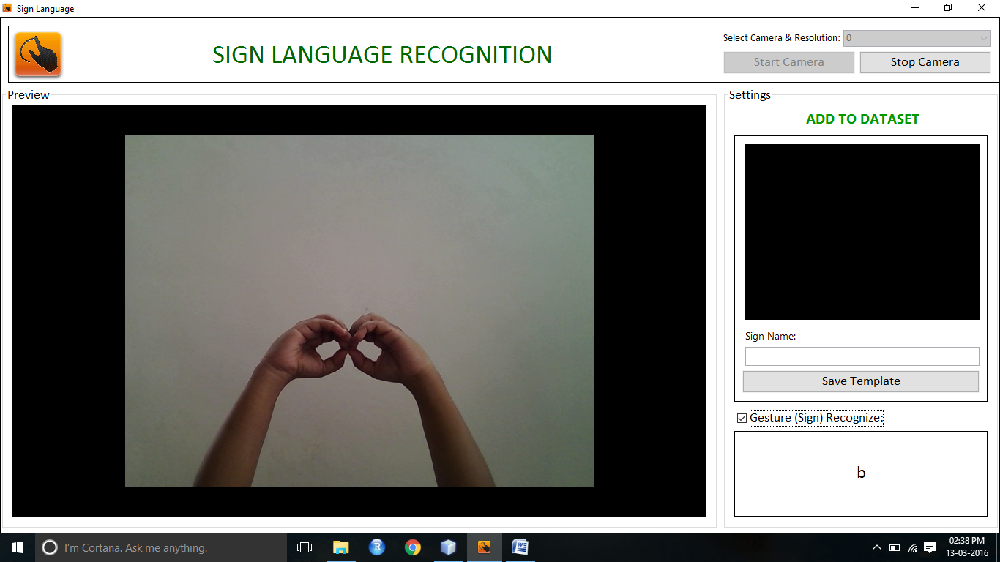 Sign Language
SIGN LANGUAGE RECOGNITION
Select Camera & Resolution: 0
Start Camera Stop Camera
Preview
Settings
ADD TO DATASET
Sign Name:
Save Template
Gesture (Sign) Recognize:
b
I'm Cortana. Ask me anything.
R
W
02:38 PM
13-03-2016